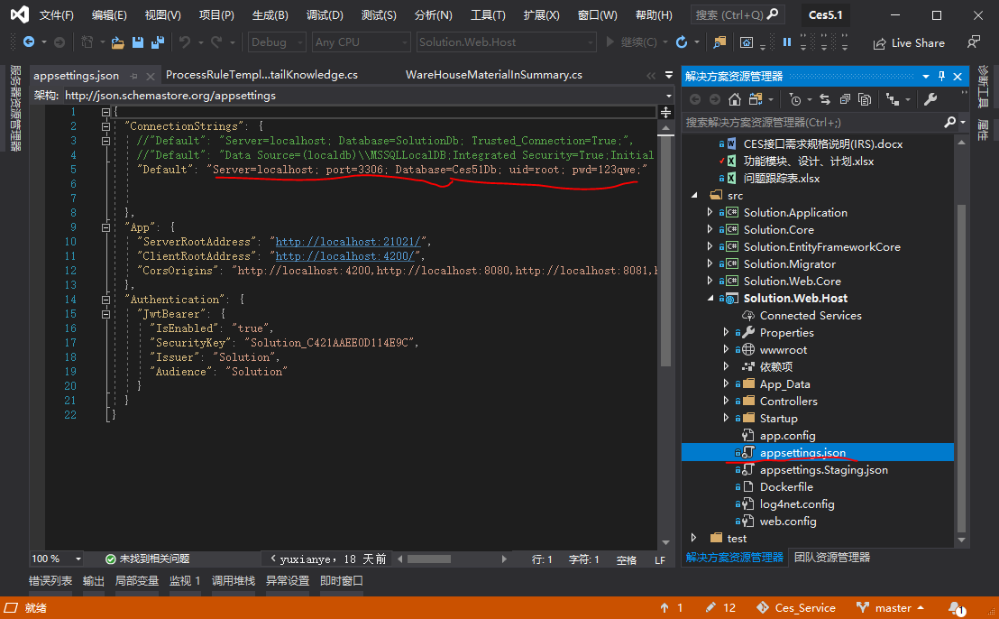 文件(F) 编辑(E) 视图(V) 项目(P) 生成(B) 调试(D) 测试(S) 分析(N) 工具(T) 扩展(X) 窗口(W) 帮助(H) 搜索 (Ctrl+Q) Ces5.1
Debug Any CPU Solution.Web.Host 继续(C) Live Share
服务器资源管理器
appsettings.json ProcessRuleTempl...tailKnowledge.cs WareHouseMaterialInSummary.cs
架构: http://json.schemastore.org/appsettings
1 {
2 "ConnectionStrings": {
3 //"Default": "Server=localhost; Database=SolutionDb; Trusted_Connection=True;",
4 //"Default": "Data Source=(localdb)\\MSSQLLocalDB;Integrated Security=True;Initial
5 "Default": "Server=localhost; port=3306; Database=Ces51Db; uid=root; pwd=123qwe;"
6
7
8 },
9 "App": {
10 "ServerRootAddress": "http://localhost:21021/",
11 "ClientRootAddress": "http://localhost:4200/",
12 "CorsOrigins": "http://localhost:4200,http://localhost:8080,http://localhost:8081,
13 },
14 "Authentication": {
15 "JwtBearer": {
16 "IsEnabled": "true",
17 "SecurityKey": "Solution_C421AAEE0D114E9C",
18 "Issuer": "Solution",
19 "Audience": "Solution"
20 }
21 }
22 }
100 % 未找到相关问题 yuxianye，18 天前 行: 1 字符: 1 空格 LF
解决方案资源管理器
搜索解决方案资源管理器(Ctrl+;)
CES接口需求规格说明(IRS).docx
功能模块、设计、计划.xlsx
问题跟踪表.xlsx
src
Solution.Application
Solution.Core
Solution.EntityFrameworkCore
Solution.Migrator
Solution.Web.Core
Solution.Web.Host
Connected Services
Properties
wwwroot
依赖项
App_Data
Controllers
Startup
app.config
appsettings.json
appsettings.Staging.json
Dockerfile
log4net.config
web.config
test
解决方案资源管理器 团队资源管理器
诊断工具
属性
错误列表 输出 局部变量 监视 1 调用堆栈 异常设置 即时窗口
就绪 1 12 Ces_Service master 1